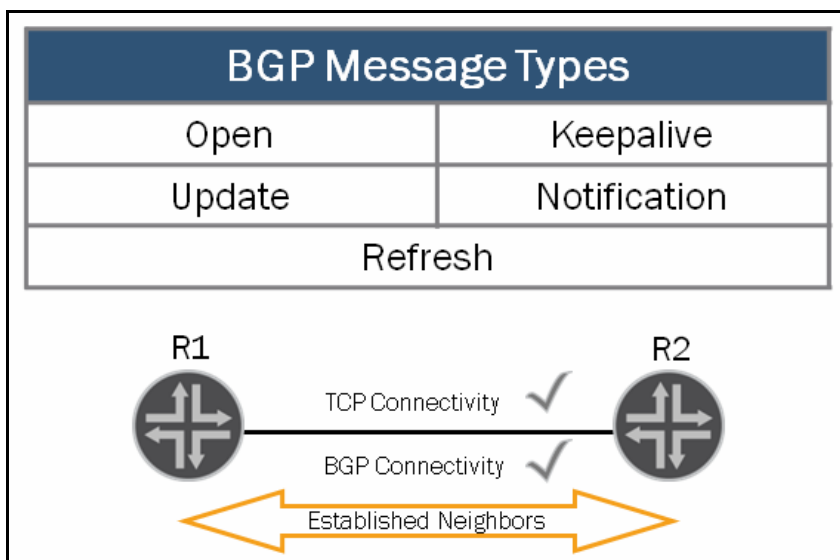 BGP Message Types
Open Keepalive
Update Notification
Refresh
R1 R2
TCP Connectivity
BGP Connectivity
Established Neighbors